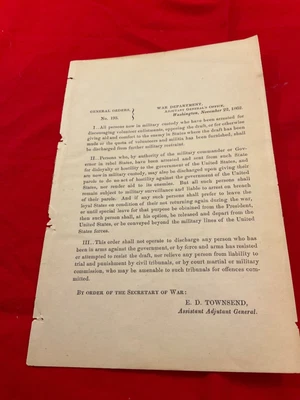 GENERAL ORDERS, WAR DEPARTMENT,
ADJUTANT GENERAL'S OFFICE,
No. 193. Washington, November 22, 1862.
I. All persons now in military custody who have been arrested for
discouraging volunteer enlistments, opposing the draft, or for otherwise
giving aid and comfort to the enemy in States where the draft has been
made or the quota of volunteers and militia has been furnished, shall
be discharged from further military restraint.
II. Persons who, by authority of the military commander or Gov-
ernor in rebel States, have been arrested and sent from such State
for disloyalty or hostility to the government of the United States, and
are now in military custody, may also be discharged upon giving their
parole to do no act of hostility against the government of the United
States, nor render aid to its enemies. But all such persons shall
remain subject to military surveillance and liable to arrest on breach
of their parole. And if any such persons shall prefer to leave the
loyal States on condition of their not returning again during the war,
or until special leave for that purpose be obtained from the President,
then such person shall, at his option, be released and depart from the
United States, or be conveyed beyond the military lines of the United
States forces.
III. This order shall not operate to discharge any person who has
been in arms against the government, or by force and arms has resisted
or attempted to resist the draft, nor relieve any person from liability to
trial and punishment by civil tribunals, or by court martial or military
commission, who may be amenable to such tribunals for offences com-
mitted.
BY ORDER OF THE SECRETARY OF WAR:
E. D. TOWNSEND,
Assistant Adjutant General.